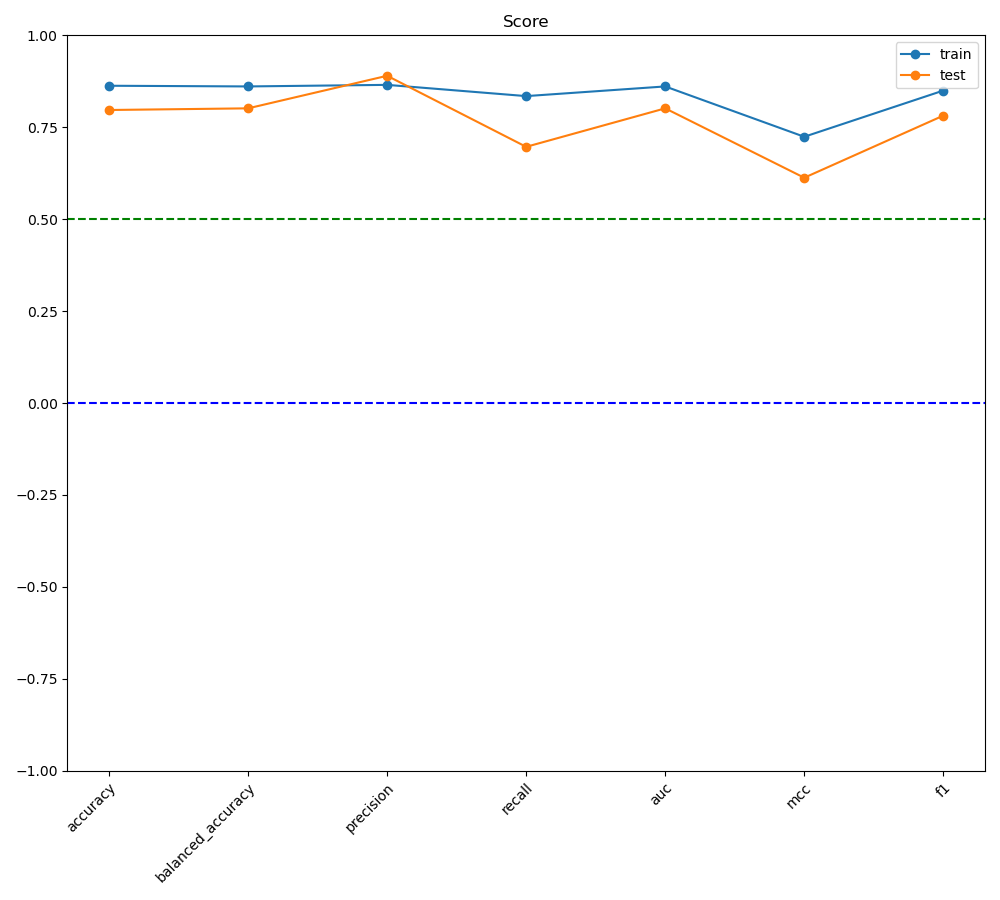 Score
train
test
1.00
0.75
0.50
0.25
0.00
−0.25
−0.50
−0.75
−1.00
accuracy
balanced_accuracy
precision
recall
auc
mcc
f1